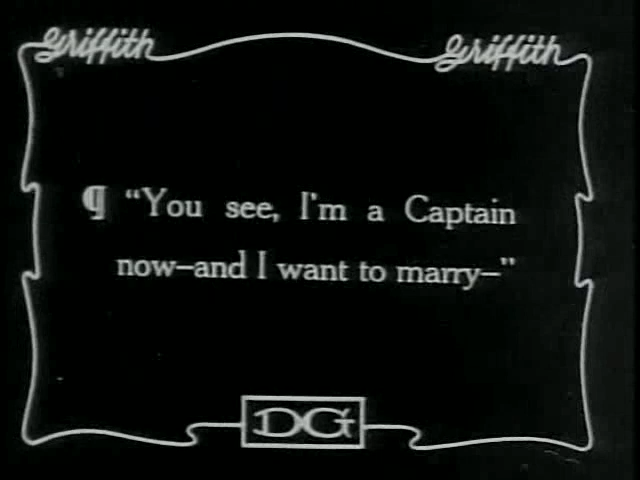 Griffith Griffith
¶ "You see, I'm a Captain
now—and I want to marry—"
DG